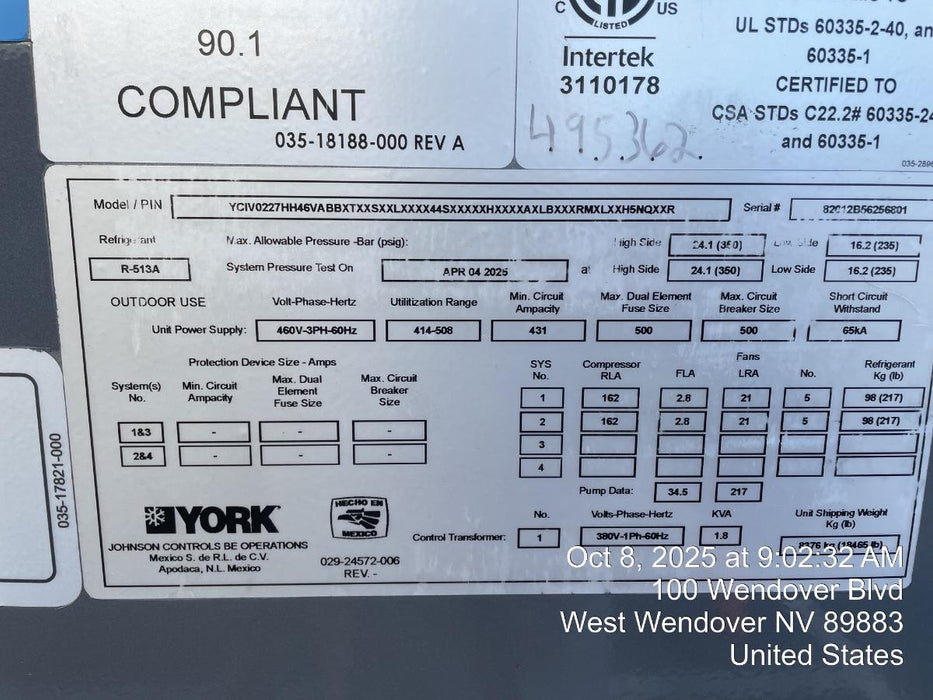 90.1
COMPLIANT
035-18188-000 REV A
C US
LISTED
Intertek
3110178
495362
UL STDs 60335-2-40, an
60335-1
CERTIFIED TO
CSA STDs C22.2# 60335-24
and 60335-1
035-2896
Model / PIN YCIV0227HH46VABBXTXXSXXLXXXX44SXXXXXHXXXXAXLBXXXRMXLXXH5NQXXR Serial #
Refrigerant Max. Allowable Pressure -Bar (psig): High Side 24.1 (350) Low Side 16.2 (235)
R-513A System Pressure Test On APR 04 2025 at High Side 24.1 (350) Low Side 16.2 (235)
OUTDOOR USE Volt-Phase-Hertz Utilitization Range Min. Circuit Ampacity Max. Dual Element Fuse Size Max. Circuit Breaker Size Short Circuit Withstand
Unit Power Supply: 460V-3PH-60Hz 414-508 431 500 500 65kA
Protection Device Size - Amps
System(s) No. Min. Circuit Ampacity Max. Dual Element Fuse Size Max. Circuit Breaker Size
1&3 - - -
2&4 - - -
SYS No. Compressor RLA Fans FLA LRA No. Refrigerant Kg (lb)
1 162 2.8 21 5 98 (217)
2 162 2.8 21 5 98 (217)
3
4
Pump Data: 34.5 217
No. Volts-Phase-Hertz KVA Unit Shipping Weight Kg (lb)
Control Transformer: 1 380V-1Ph-60Hz 1.8 8376 kg (18465 lb)
YORK
HECHO EN
MEXICO
JOHNSON CONTROLS BE OPERATIONS
Mexico S. de R.L. de C.V.
Apodaca, N.L. Mexico
029-24572-006
REV. -
035-17821-000
Oct 8, 2025 at 9:02:32 AM
100 Wendover Blvd
West Wendover NV 89883
United States